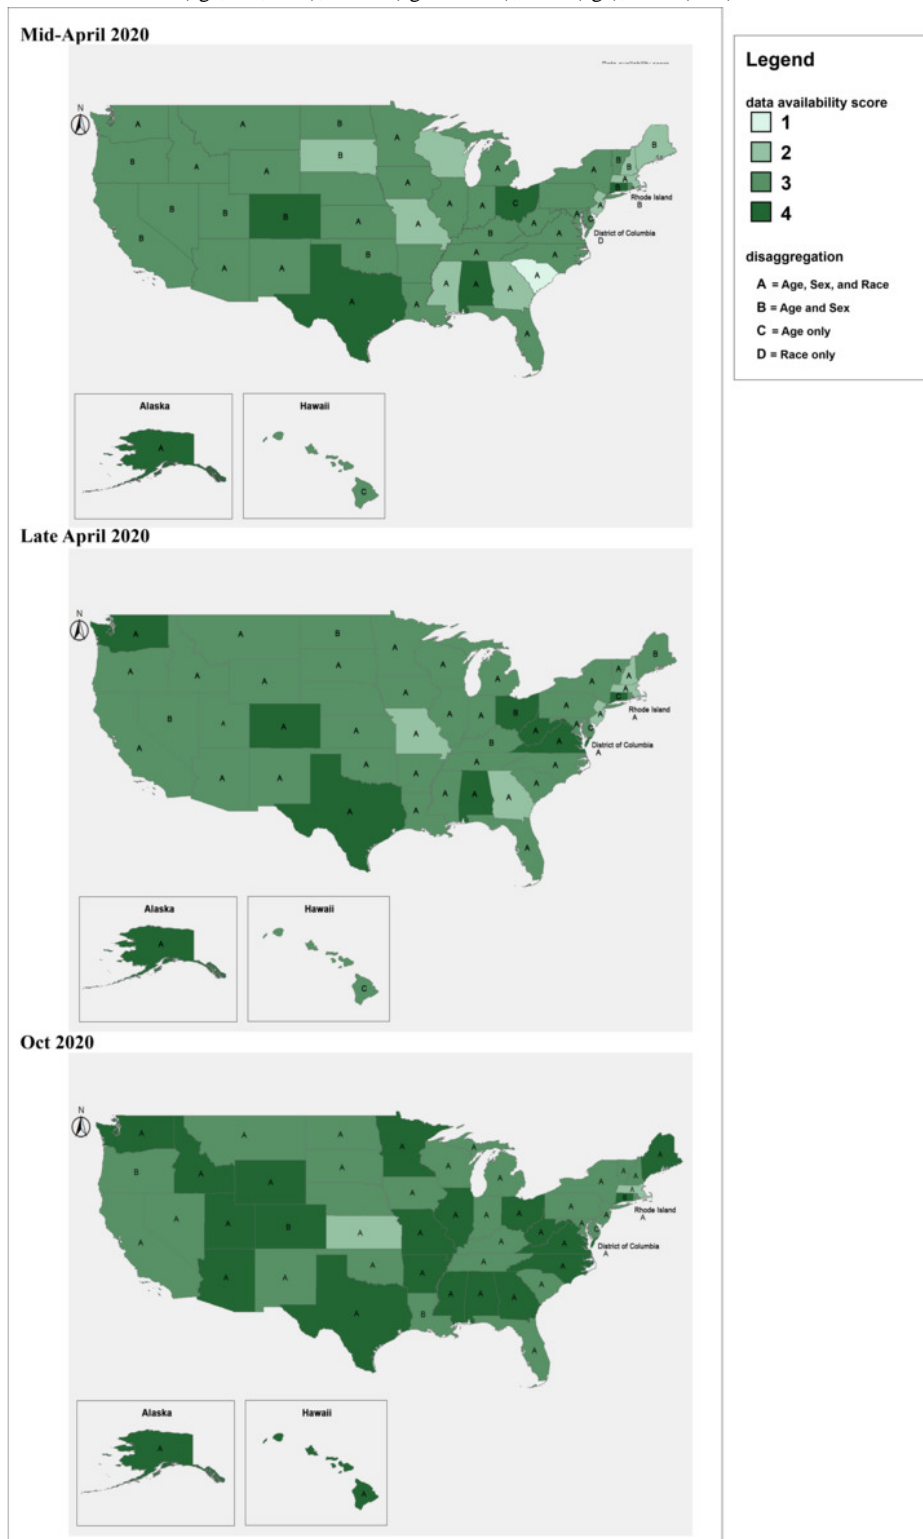 Mid-April 2020
Legend
data availability score
1
2
3
4
disaggregation
A = Age, Sex, and Race
B = Age and Sex
C = Age only
D = Race only
N
A A B A B
B A A B A A
B B B B A A A A C A A A
B A A A B A A A A A A A
Rhode Island
B
District of Columbia
D
Alaska
A
Hawaii
C
Late April 2020
N
A A B A B
A A A A A A A A
B A A A A A A B A A A
A A A A A A A A A A A
Rhode Island
A
District of Columbia
A
Alaska
A
Hawaii
C
Oct 2020
N
A A A A A
B A A A A A A A
A A A B A A A A A A A A
A A A A A A B A A A A A
Rhode Island
A
District of Columbia
A
Alaska
A
Hawaii
A